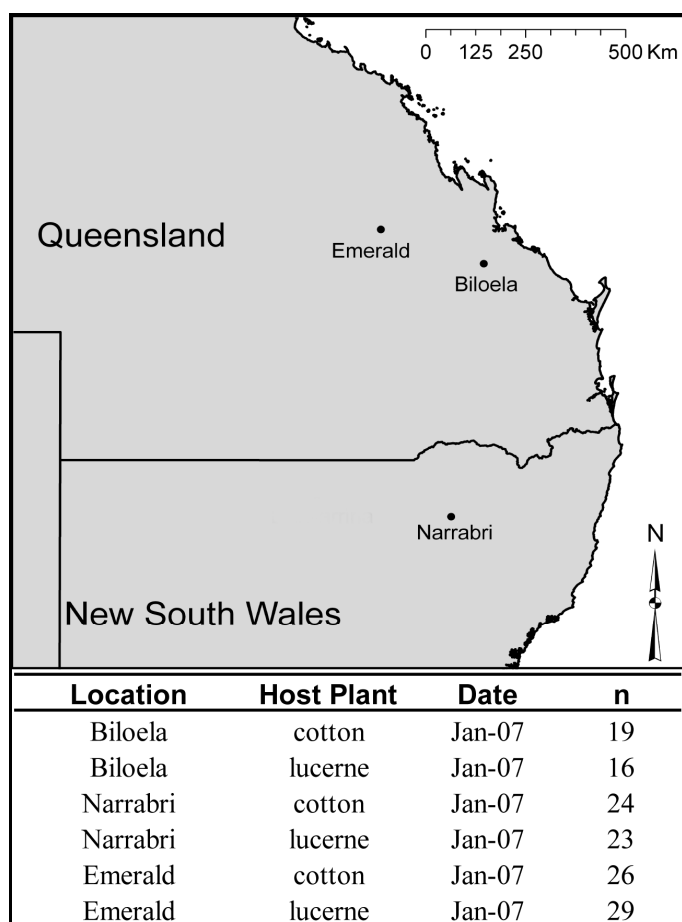 0 125 250 500 Km
Queensland
Emerald
Biloela
Narrabri
N
New South Wales
Location Host Plant Date n
Biloela cotton Jan-07 19
Biloela lucerne Jan-07 16
Narrabri cotton Jan-07 24
Narrabri lucerne Jan-07 23
Emerald cotton Jan-07 26
Emerald lucerne Jan-07 29